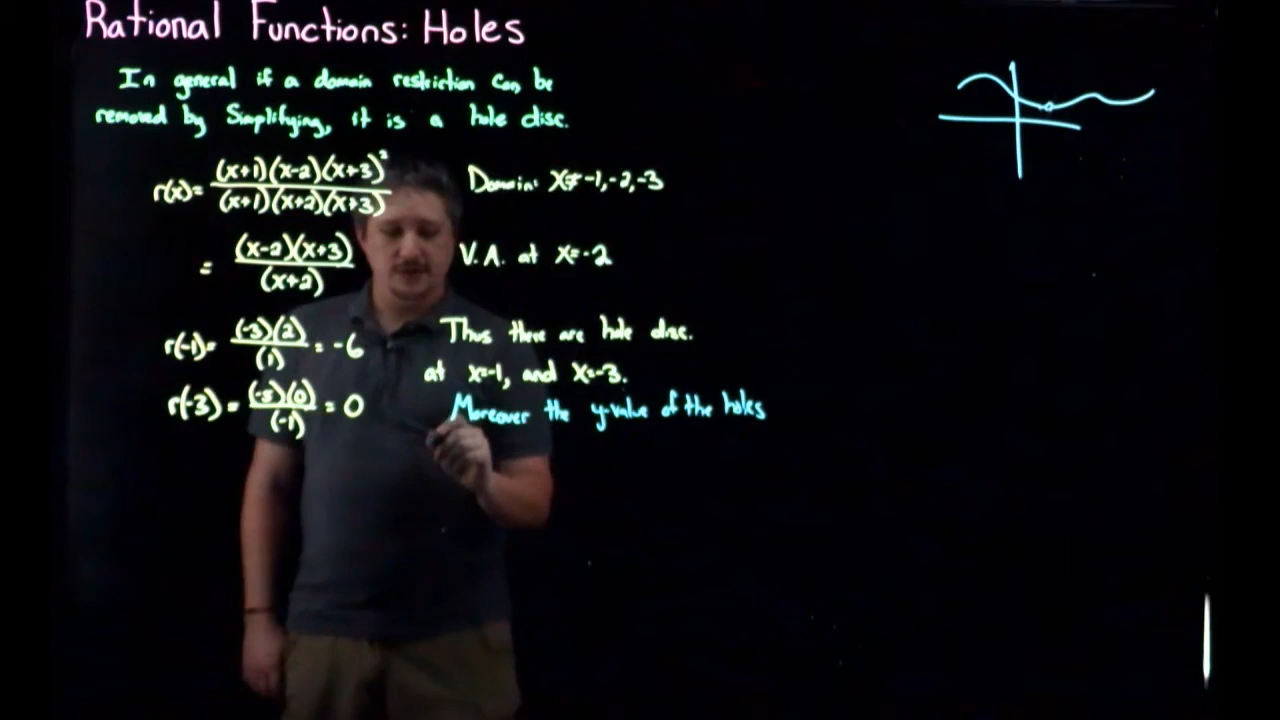 Rational Functions: Holes
In general if a domain restriction can be
removed by Simplifying, it is a hole disc.
r(x)= (x+1)(x-2)(x+3)² / (x+1)(x+2)(x+3) Domain: X≠-1,-2,-3
= (x-2)(x+3) / (x+2) V.A. at X=-2
r(-1)= (-3)(2) / (1) = -6 Thus there are hole disc.
at X=-1, and X=-3.
r(-3) = (-5)(0) / (-1) = 0 Moreover the y-value of the holes